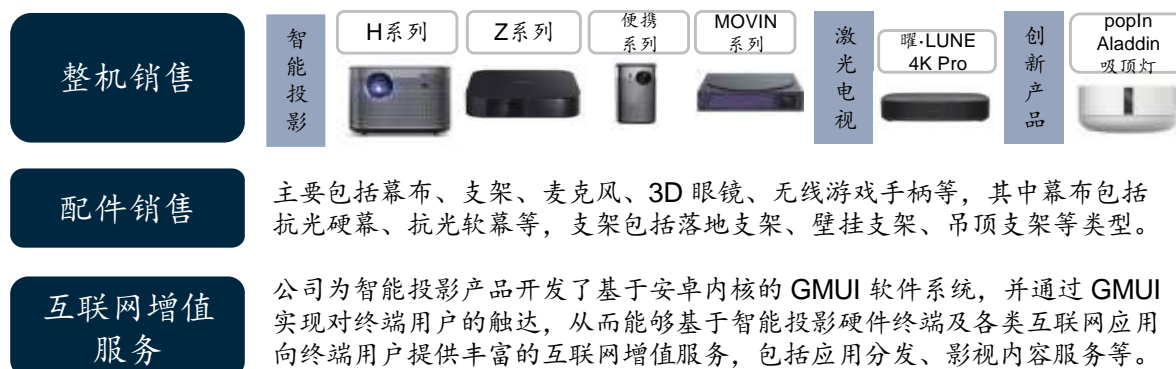 整机销售
智能投影
H系列
Z系列
便携
系列
MOVIN
系列
激光电视
曜·LUNE
4K Pro
创新产品
popIn
Aladdin
吸顶灯
配件销售
主要包括幕布、支架、麦克风、3D 眼镜、无线游戏手柄等，其中幕布包括
抗光硬幕、抗光软幕等，支架包括落地支架、壁挂支架、吊顶支架等类型。
互联网增值
服务
公司为智能投影产品开发了基于安卓内核的 GMUI 软件系统，并通过 GMUI
实现对终端用户的触达，从而能够基于智能投影硬件终端及各类互联网应用
向终端用户提供丰富的互联网增值服务，包括应用分发、影视内容服务等。